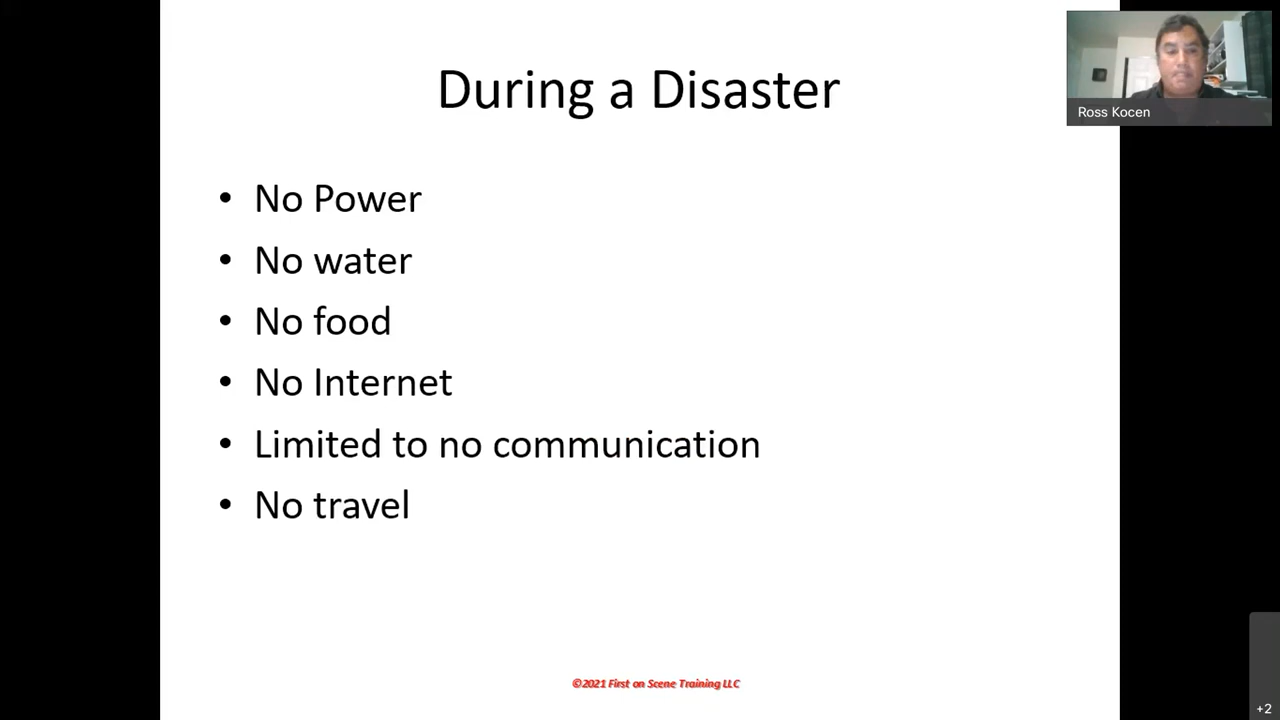 During a Disaster
Ross Kocen
• No Power
• No water
• No food
• No Internet
• Limited to no communication
• No travel
©2021 First on Scene Training LLC
+2